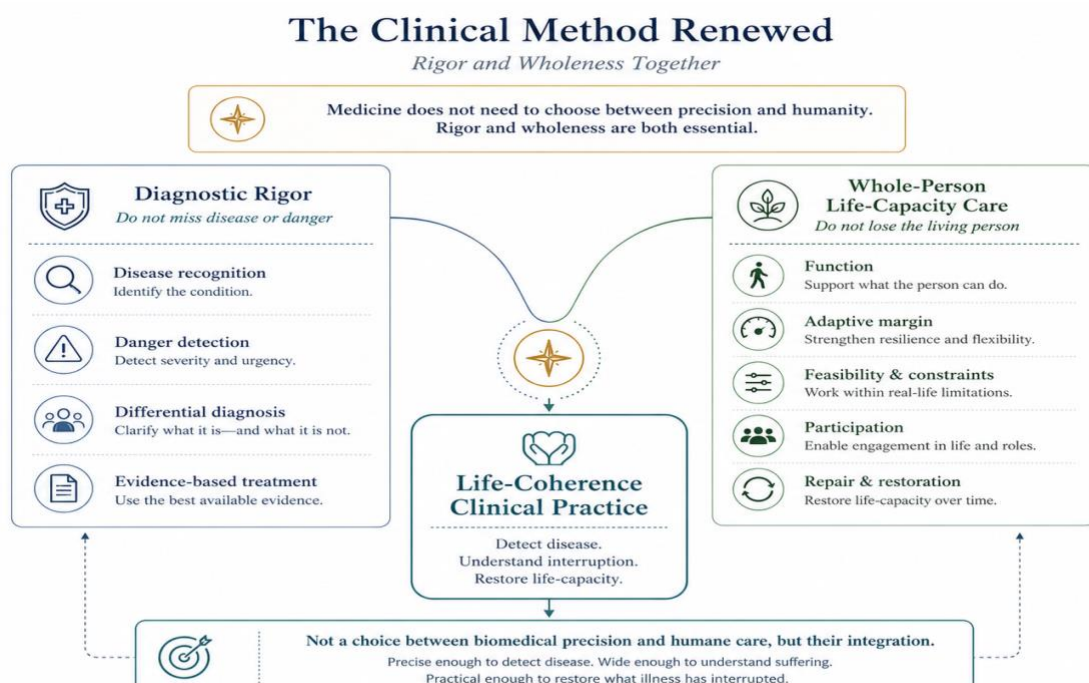 The Clinical Method Renewed
Rigor and Wholeness Together
Medicine does not need to choose between precision and humanity.
Rigor and wholeness are both essential.
Diagnostic Rigor
Do not miss disease or danger
Disease recognition
Identify the condition.
Danger detection
Detect severity and urgency.
Differential diagnosis
Clarify what it is—and what it is not.
Evidence-based treatment
Use the best available evidence.
Whole-Person
Life-Capacity Care
Do not lose the living person
Function
Support what the person can do.
Adaptive margin
Strengthen resilience and flexibility.
Feasibility & constraints
Work within real-life limitations.
Participation
Enable engagement in life and roles.
Repair & restoration
Restore life-capacity over time.
Life-Coherence
Clinical Practice
Detect disease.
Understand interruption.
Restore life-capacity.
Not a choice between biomedical precision and humane care, but their integration.
Precise enough to detect disease. Wide enough to understand suffering.
Practical enough to restore what illness has interrupted.